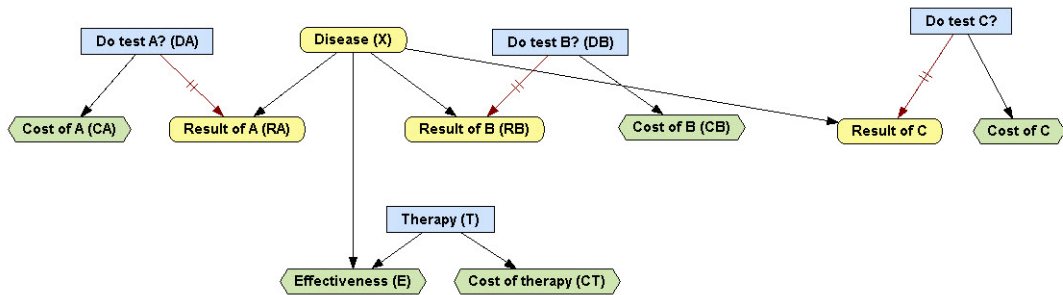 Do test A? (DA)
Disease (X)
Do test B? (DB)
Do test C?
Cost of A (CA)
Result of A (RA)
Result of B (RB)
Cost of B (CB)
Result of C
Cost of C
Therapy (T)
Effectiveness (E)
Cost of therapy (CT)